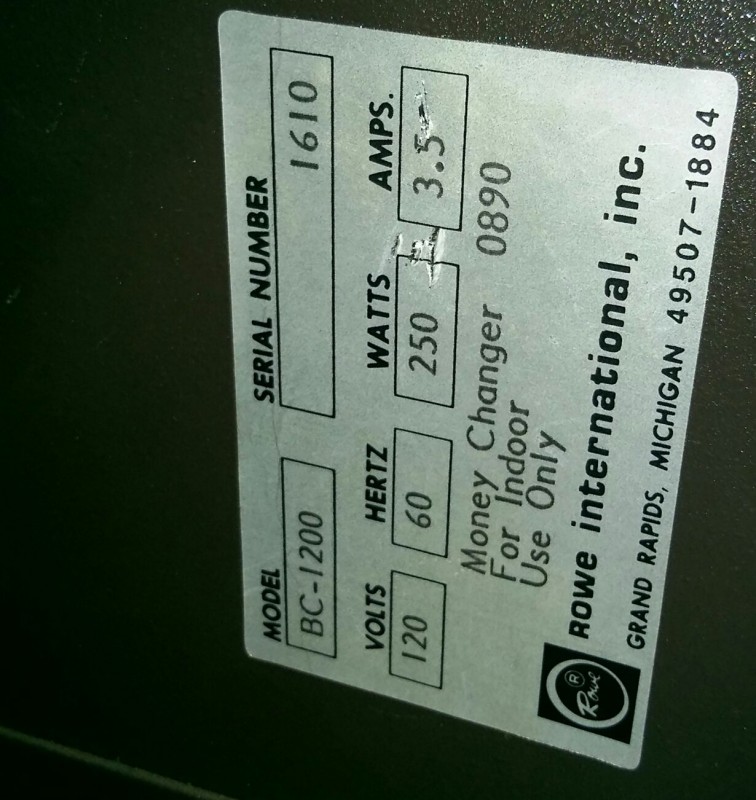 MODEL SERIAL NUMBER
BC-1200 1610
VOLTS HERTZ WATTS AMPS.
120 60 250 3.5
Money Changer 0890
For Indoor
Use Only
Rowe ® Rowe international, inc.
GRAND RAPIDS, MICHIGAN 49507-1884